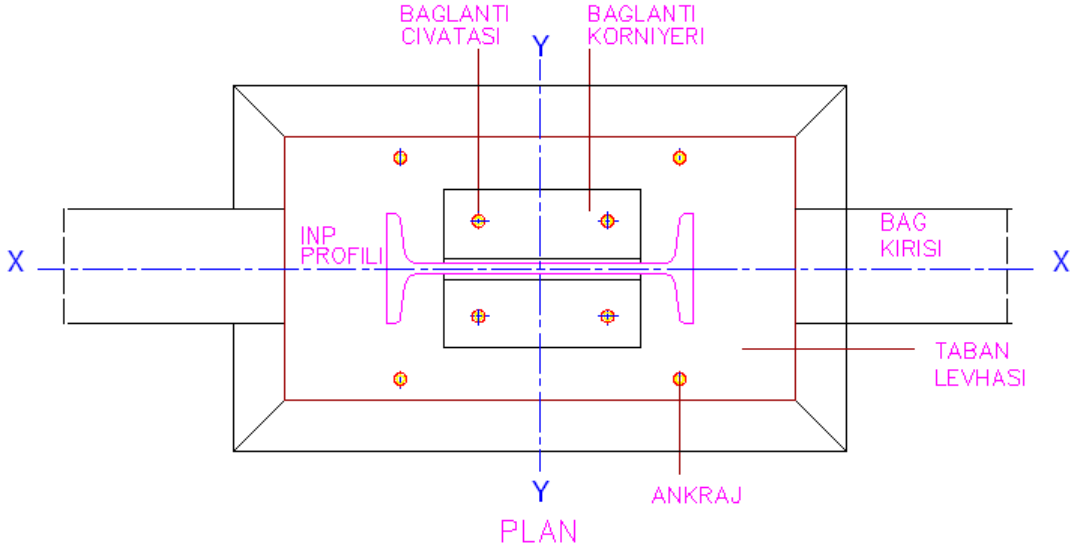 BAGLANTI
CIVATASI
BAGLANTI
KORNIYERI
Y
INP
PROFILI
BAG
KIRISI
X
X
TABAN
LEVHASI
Y
ANKRAJ
PLAN